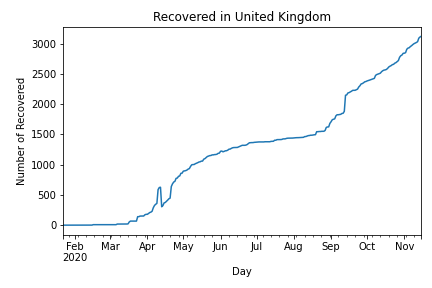 Recovered in United Kingdom
Number of Recovered
3000
2500
2000
1500
1000
500
0
Feb Mar Apr May Jun Jul Aug Sep Oct Nov
2020
Day